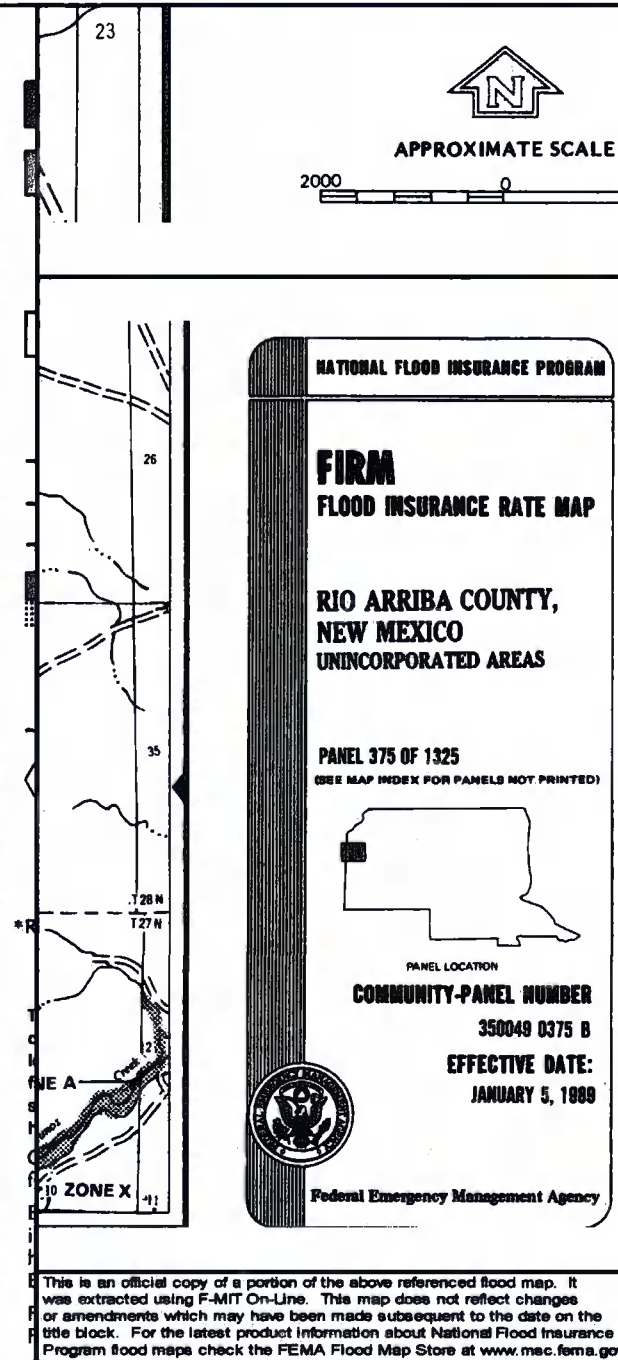 23
N
APPROXIMATE SCALE
2000 0
NATIONAL FLOOD INSURANCE PROGRAM
FIRM
FLOOD INSURANCE RATE MAP
RIO ARRIBA COUNTY,
NEW MEXICO
UNINCORPORATED AREAS
PANEL 375 OF 1325
(SEE MAP INDEX FOR PANELS NOT PRINTED)
PANEL LOCATION
COMMUNITY-PANEL NUMBER
350049 0375 B
EFFECTIVE DATE:
JANUARY 5, 1989
Federal Emergency Management Agency
26
35
T 28 N
T 27 N
*R
NE A
Creek
ZONE X
This is an official copy of a portion of the above referenced flood map. It
was extracted using F-MIT On-Line. This map does not reflect changes
or amendments which may have been made subsequent to the date on the
title block. For the latest product information about National Flood Insurance
Program flood maps check the FEMA Flood Map Store at www.msc.fema.gov